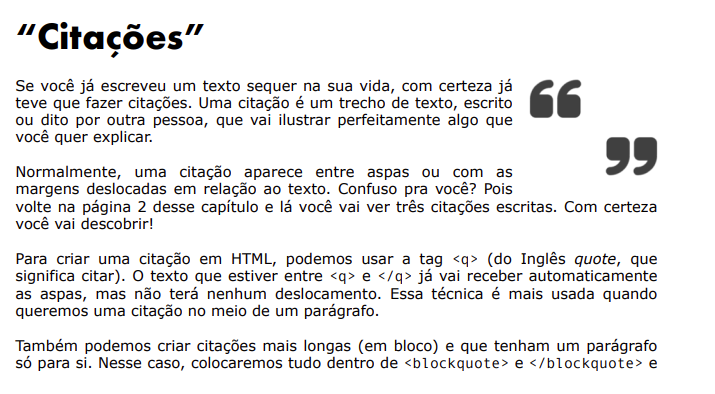 “Citações”
Se você já escreveu um texto sequer na sua vida, com certeza já
teve que fazer citações. Uma citação é um trecho de texto, escrito
ou dito por outra pessoa, que vai ilustrar perfeitamente algo que
você quer explicar.
Normalmente, uma citação aparece entre aspas ou com as
margens deslocadas em relação ao texto. Confuso pra você? Pois
volte na página 2 desse capítulo e lá você vai ver três citações escritas. Com certeza
você vai descobrir!
Para criar uma citação em HTML, podemos usar a tag <q> (do Inglês quote, que
significa citar). O texto que estiver entre <q> e </q> já vai receber automaticamente
as aspas, mas não terá nenhum deslocamento. Essa técnica é mais usada quando
queremos uma citação no meio de um parágrafo.
Também podemos criar citações mais longas (em bloco) e que tenham um parágrafo
só para si. Nesse caso, colocaremos tudo dentro de <blockquote> e </blockquote> e